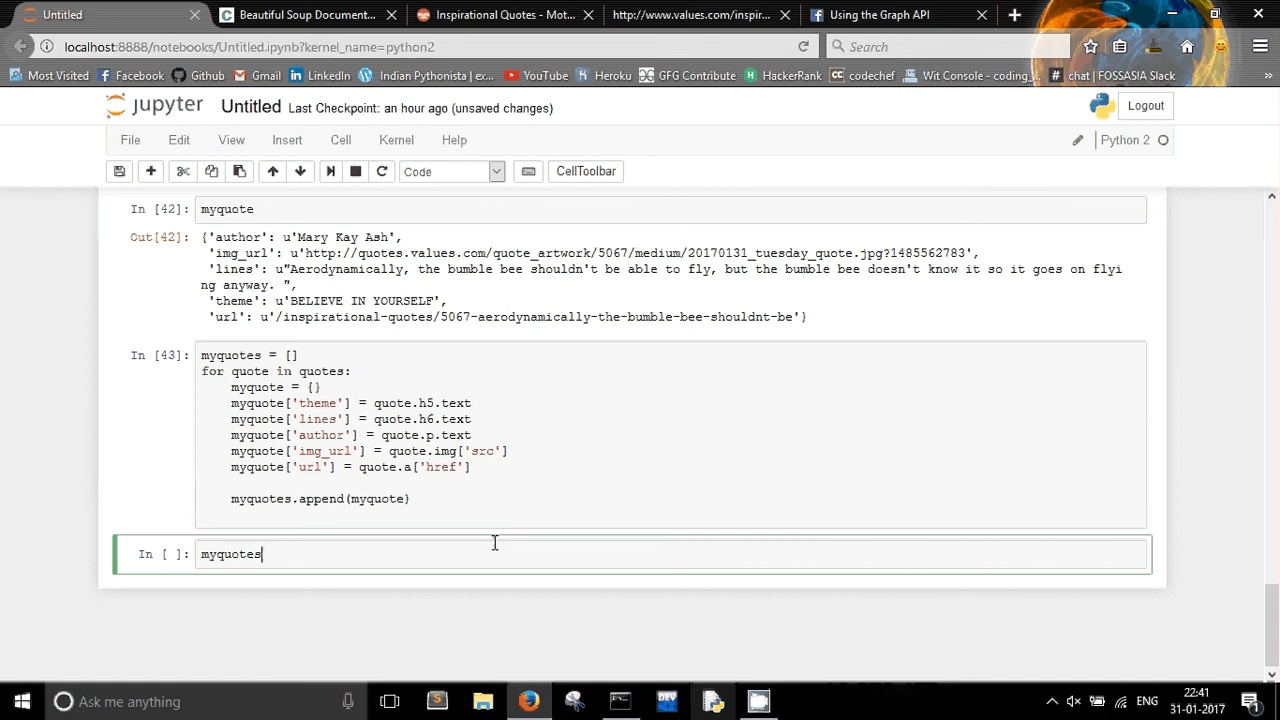 Untitled
Beautiful Soup Document...
Inspirational Quotes - Mot...
http://www.values.com/inspir...
Using the Graph API
localhost:8888/notebooks/Untitled.ipynb?kernel_name=python2
Search
Most Visited
Facebook
Github
Gmail
LinkedIn
Indian Pythonista | ex...
YouTube
Heroku
GFG Contribute
HackerRank
codechef
Wit Console - coding_...
chat | FOSSASIA Slack
jupyter
Untitled
Last Checkpoint: an hour ago (unsaved changes)
Logout
File
Edit
View
Insert
Cell
Kernel
Help
Python 2
Code
CellToolbar
In [42]: myquote
Out[42]: {'author': u'Mary Kay Ash',
'img_url': u'http://quotes.values.com/quote_artwork/5067/medium/20170131_tuesday_quote.jpg?1485562783',
'lines': u"Aerodynamically, the bumble bee shouldn't be able to fly, but the bumble bee doesn't know it so it goes on flyi
ng anyway. ",
'theme': u'BELIEVE IN YOURSELF',
'url': u'/inspirational-quotes/5067-aerodynamically-the-bumble-bee-shouldnt-be'}
In [43]: myquotes = []
for quote in quotes:
myquote = {}
myquote['theme'] = quote.h5.text
myquote['lines'] = quote.h6.text
myquote['author'] = quote.p.text
myquote['img_url'] = quote.img['src']
myquote['url'] = quote.a['href']
myquotes.append(myquote)
In [ ]: myquotes
Ask me anything
ENG
22:41
31-01-2017